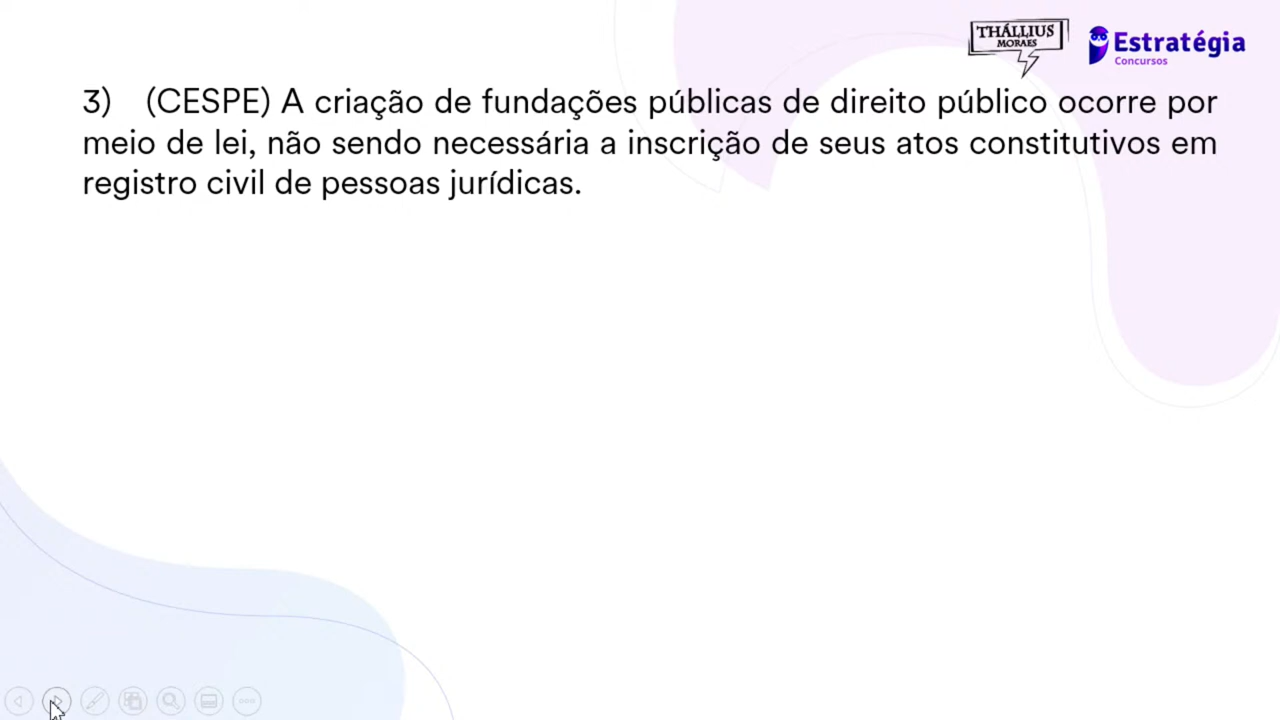 THÁLLIUS
MORAES
Estratégia
Concursos
3) (CESPE) A criação de fundações públicas de direito público ocorre por
meio de lei, não sendo necessária a inscrição de seus atos constitutivos em
registro civil de pessoas jurídicas.